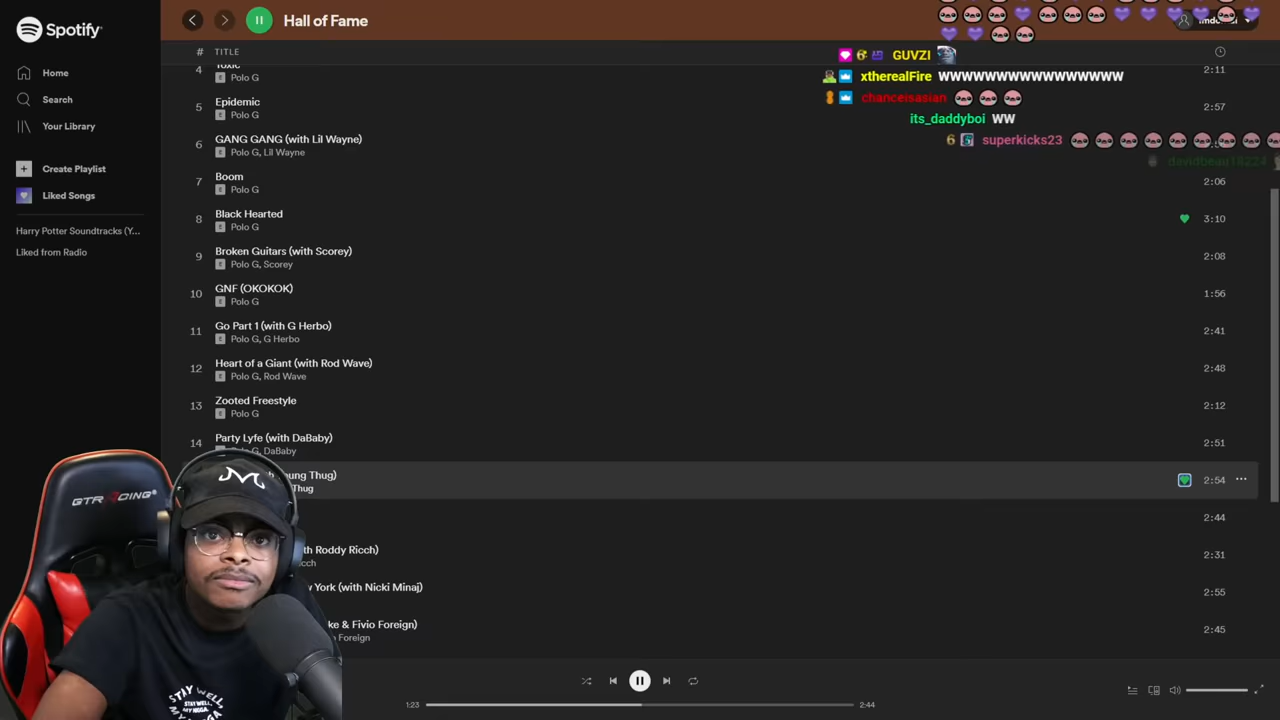 Spotify
Home
Search
Your Library
Create Playlist
Liked Songs
Harry Potter Soundtracks (Y...
Liked from Radio
Hall of Fame
# TITLE
4 Toxic 2:11
E Polo G
5 Epidemic 2:57
E Polo G
6 GANG GANG (with Lil Wayne)
E Polo G, Lil Wayne
7 Boom 2:06
E Polo G
8 Black Hearted 3:10
E Polo G
9 Broken Guitars (with Scorey) 2:08
E Polo G, Scorey
10 GNF (OKOKOK) 1:56
E Polo G
11 Go Part 1 (with G Herbo) 2:41
E Polo G, G Herbo
12 Heart of a Giant (with Rod Wave) 2:48
E Polo G, Rod Wave
13 Zooted Freestyle 2:12
E Polo G
14 Party Lyfe (with DaBaby) 2:51
Polo G, DaBaby
Young Thug) 2:54 ...
Thug
2:44
th Roddy Ricch) 2:31
cch
York (with Nicki Minaj) 2:55
ke & Fivio Foreign) 2:45
Foreign
1:23 2:44
6 GUVZI
xtherealFire WWWWWWWWWWWWWWWW
chanceisasian
its_daddyboi WW
6 superkicks23
GTRACING
M
STAY WELL,